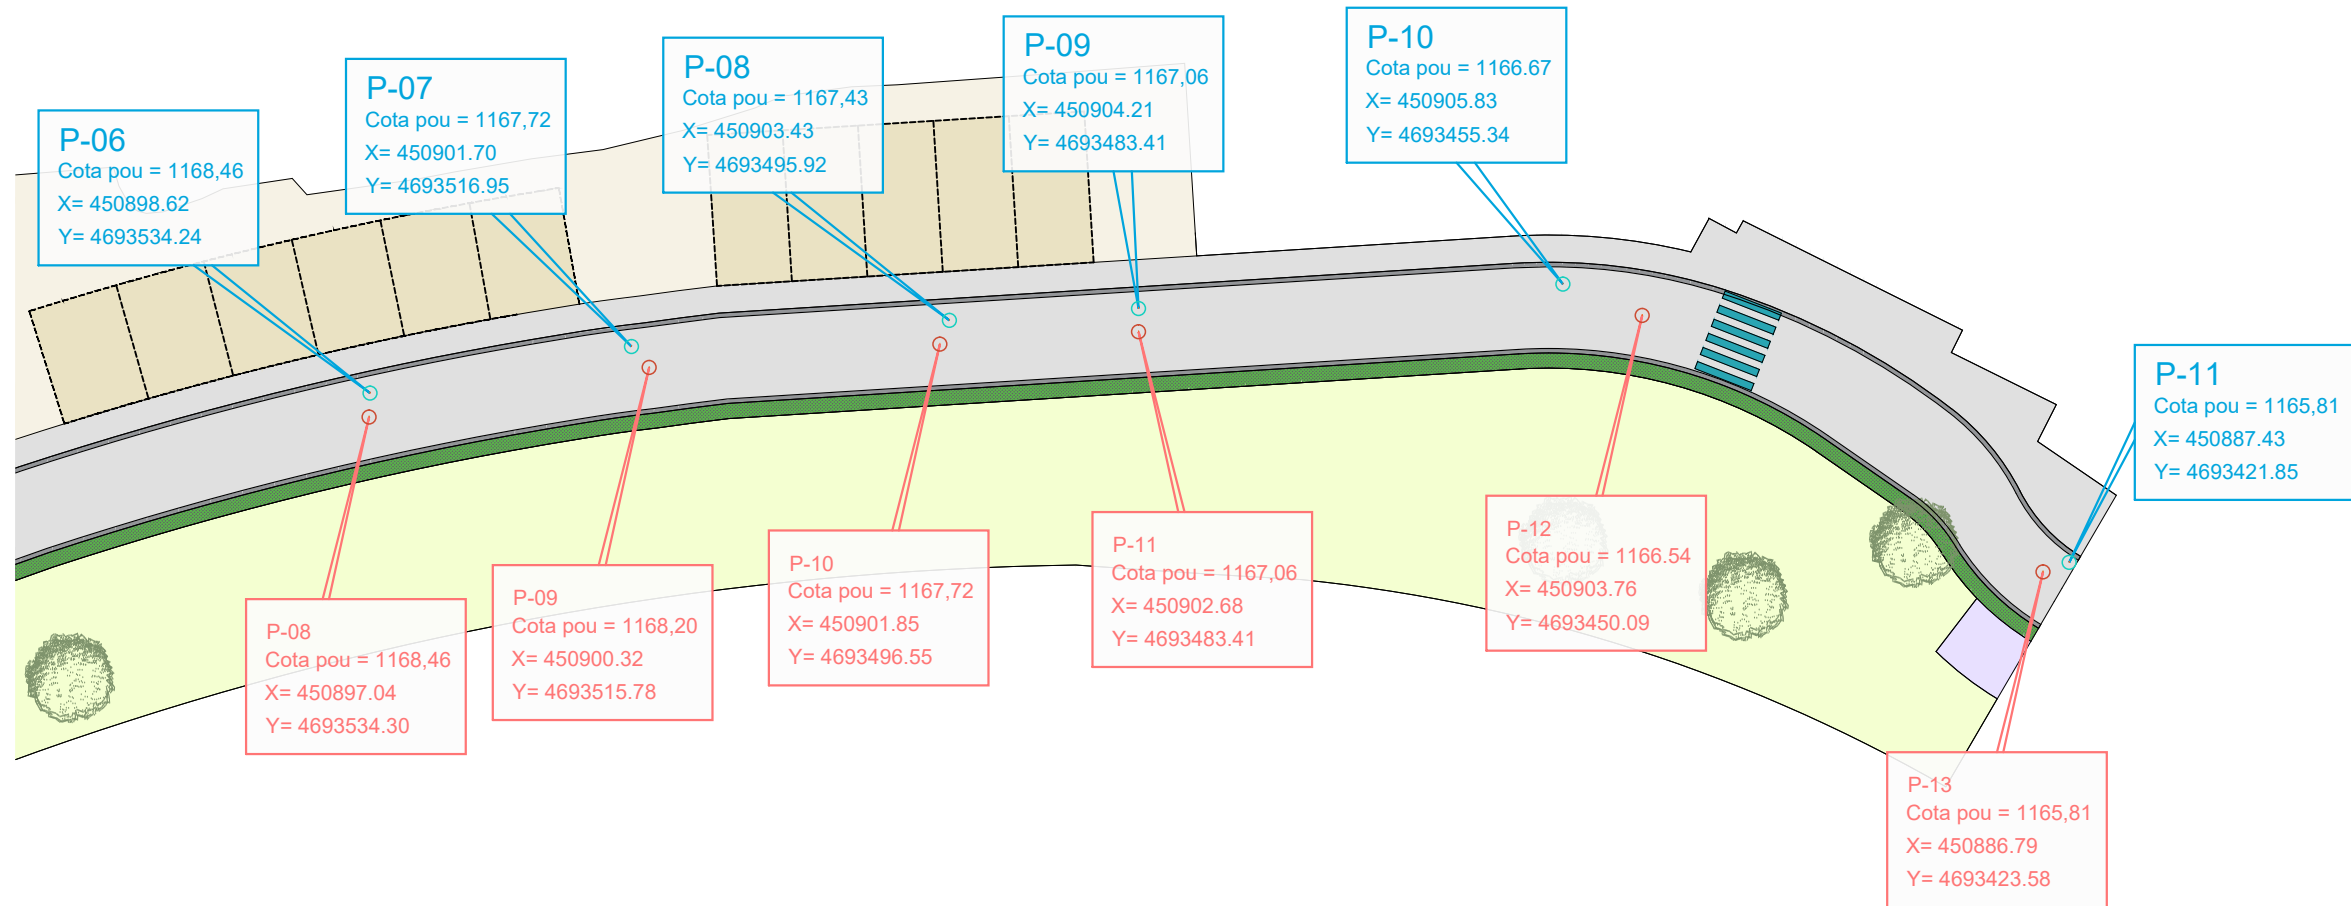 P-06
Cota pou = 1168,46
X= 450898.62
Y= 4693534.24
P-07
Cota pou = 1167,72
X= 450901.70
Y= 4693516.95
P-08
Cota pou = 1167,43
X= 450903.43
Y= 4693495.92
P-09
Cota pou = 1167,06
X= 450904.21
Y= 4693483.41
P-10
Cota pou = 1166.67
X= 450905.83
Y= 4693455.34
P-11
Cota pou = 1165,81
X= 450887.43
Y= 4693421.85
P-08
Cota pou = 1168,46
X= 450897.04
Y= 4693534.30
P-09
Cota pou = 1168,20
X= 450900.32
Y= 4693515.78
P-10
Cota pou = 1167,72
X= 450901.85
Y= 4693496.55
P-11
Cota pou = 1167,06
X= 450902.68
Y= 4693483.41
P-12
Cota pou = 1166.54
X= 450903.76
Y= 4693450.09
P-13
Cota pou = 1165,81
X= 450886.79
Y= 4693423.58